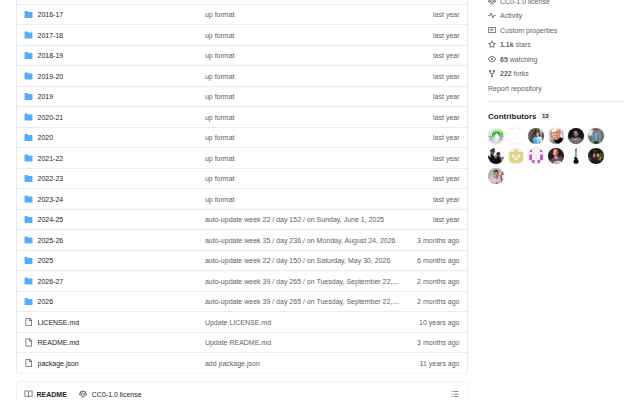 2016-17 up format last year
2017-18 up format last year
2018-19 up format last year
2019-20 up format last year
2019 up format last year
2020-21 up format last year
2020 up format last year
2021-22 up format last year
2022-23 up format last year
2023-24 up format last year
2024-25 auto-update week 22 / day 152 / on Sunday, June 1, 2025 last year
2025-26 auto-update week 35 / day 236 / on Monday, August 24, 2026 3 months ago
2025 auto-update week 22 / day 150 / on Saturday, May 30, 2026 6 months ago
2026-27 auto-update week 39 / day 265 / on Tuesday, September 22,... 2 months ago
2026 auto-update week 39 / day 265 / on Tuesday, September 22,... 2 months ago
LICENSE.md Update LICENSE.md 10 years ago
README.md Update README.md 3 months ago
package.json add package.json 11 years ago
README CC0-1.0 license
CC0-1.0 license
Activity
Custom properties
1.1k stars
65 watching
222 forks
Report repository
Contributors 13